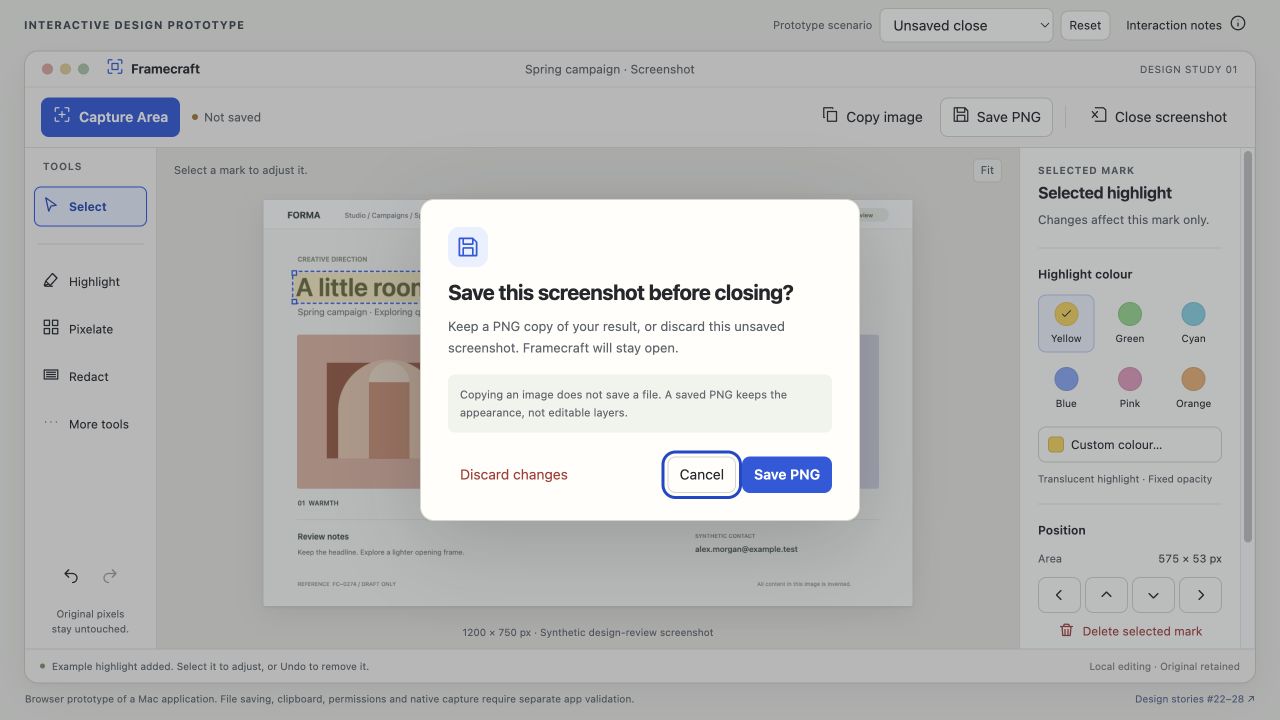 INTERACTIVE DESIGN PROTOTYPE
Prototype scenario
Unsaved close
Reset
Interaction notes
Framecraft
Spring campaign · Screenshot
DESIGN STUDY 01
Capture Area
Not saved
Copy image
Save PNG
Close screenshot
TOOLS
Select
Highlight
Pixelate
Redact
More tools
Original pixels
stay untouched.
Select a mark to adjust it.
Fit
FORMA
Studio / Campaigns / Sp
CREATIVE DIRECTION
A little roor
Spring campaign · Exploring q
01 WARMTH
Review notes
Keep the headline. Explore a lighter opening frame.
SYNTHETIC CONTACT
alex.morgan@example.test
REFERENCE FC-0274 / DRAFT ONLY
All content in this image is invented.
1200 × 750 px · Synthetic design-review screenshot
Save this screenshot before closing?
Keep a PNG copy of your result, or discard this unsaved
screenshot. Framecraft will stay open.
Copying an image does not save a file. A saved PNG keeps the
appearance, not editable layers.
Discard changes
Cancel
Save PNG
SELECTED MARK
Selected highlight
Changes affect this mark only.
Highlight colour
Yellow
Green
Cyan
Blue
Pink
Orange
Custom colour...
Translucent highlight · Fixed opacity
Position
Area
575 × 53 px
Delete selected mark
Example highlight added. Select it to adjust, or Undo to remove it.
Local editing · Original retained
Browser prototype of a Mac application. File saving, clipboard, permissions and native capture require separate app validation.
Design stories #22–28 ↗